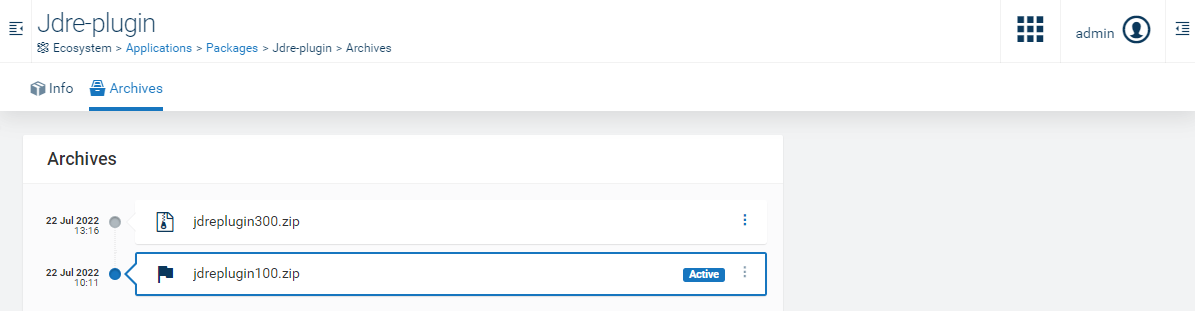 Jdre-plugin
Ecosystem > Applications > Packages > Jdre-plugin > Archives
admin
Info
Archives
Archives
22 Jul 2022
13:16
jdreplugin300.zip
22 Jul 2022
10:11
jdreplugin100.zip
Active